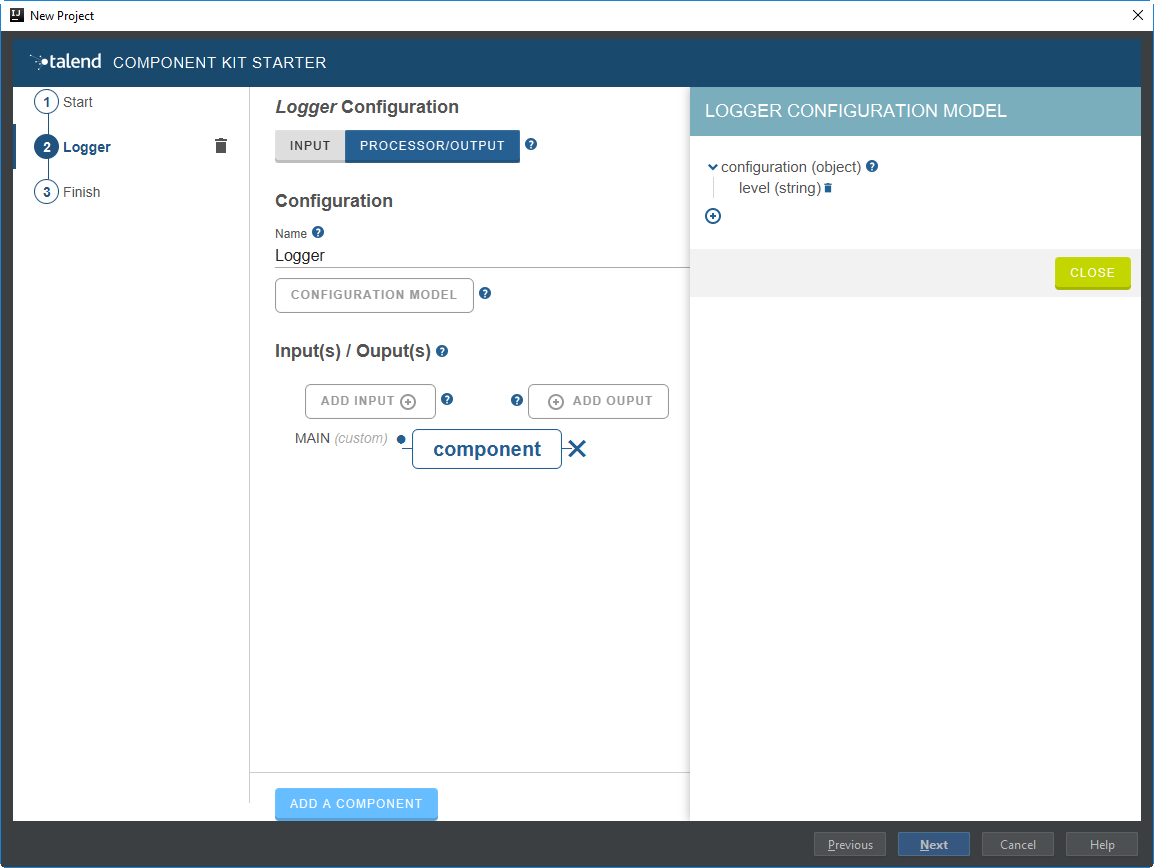 IJ New Project
talend COMPONENT KIT STARTER
1 Start
2 Logger
3 Finish
Logger Configuration
INPUT PROCESSOR/OUTPUT ?
Configuration
Name ?
Logger
CONFIGURATION MODEL ?
Input(s) / Ouput(s) ?
ADD INPUT ? ? ADD OUPUT
MAIN (custom) component
ADD A COMPONENT
LOGGER CONFIGURATION MODEL
configuration (object) ?
level (string)
CLOSE
Previous Next Cancel Help